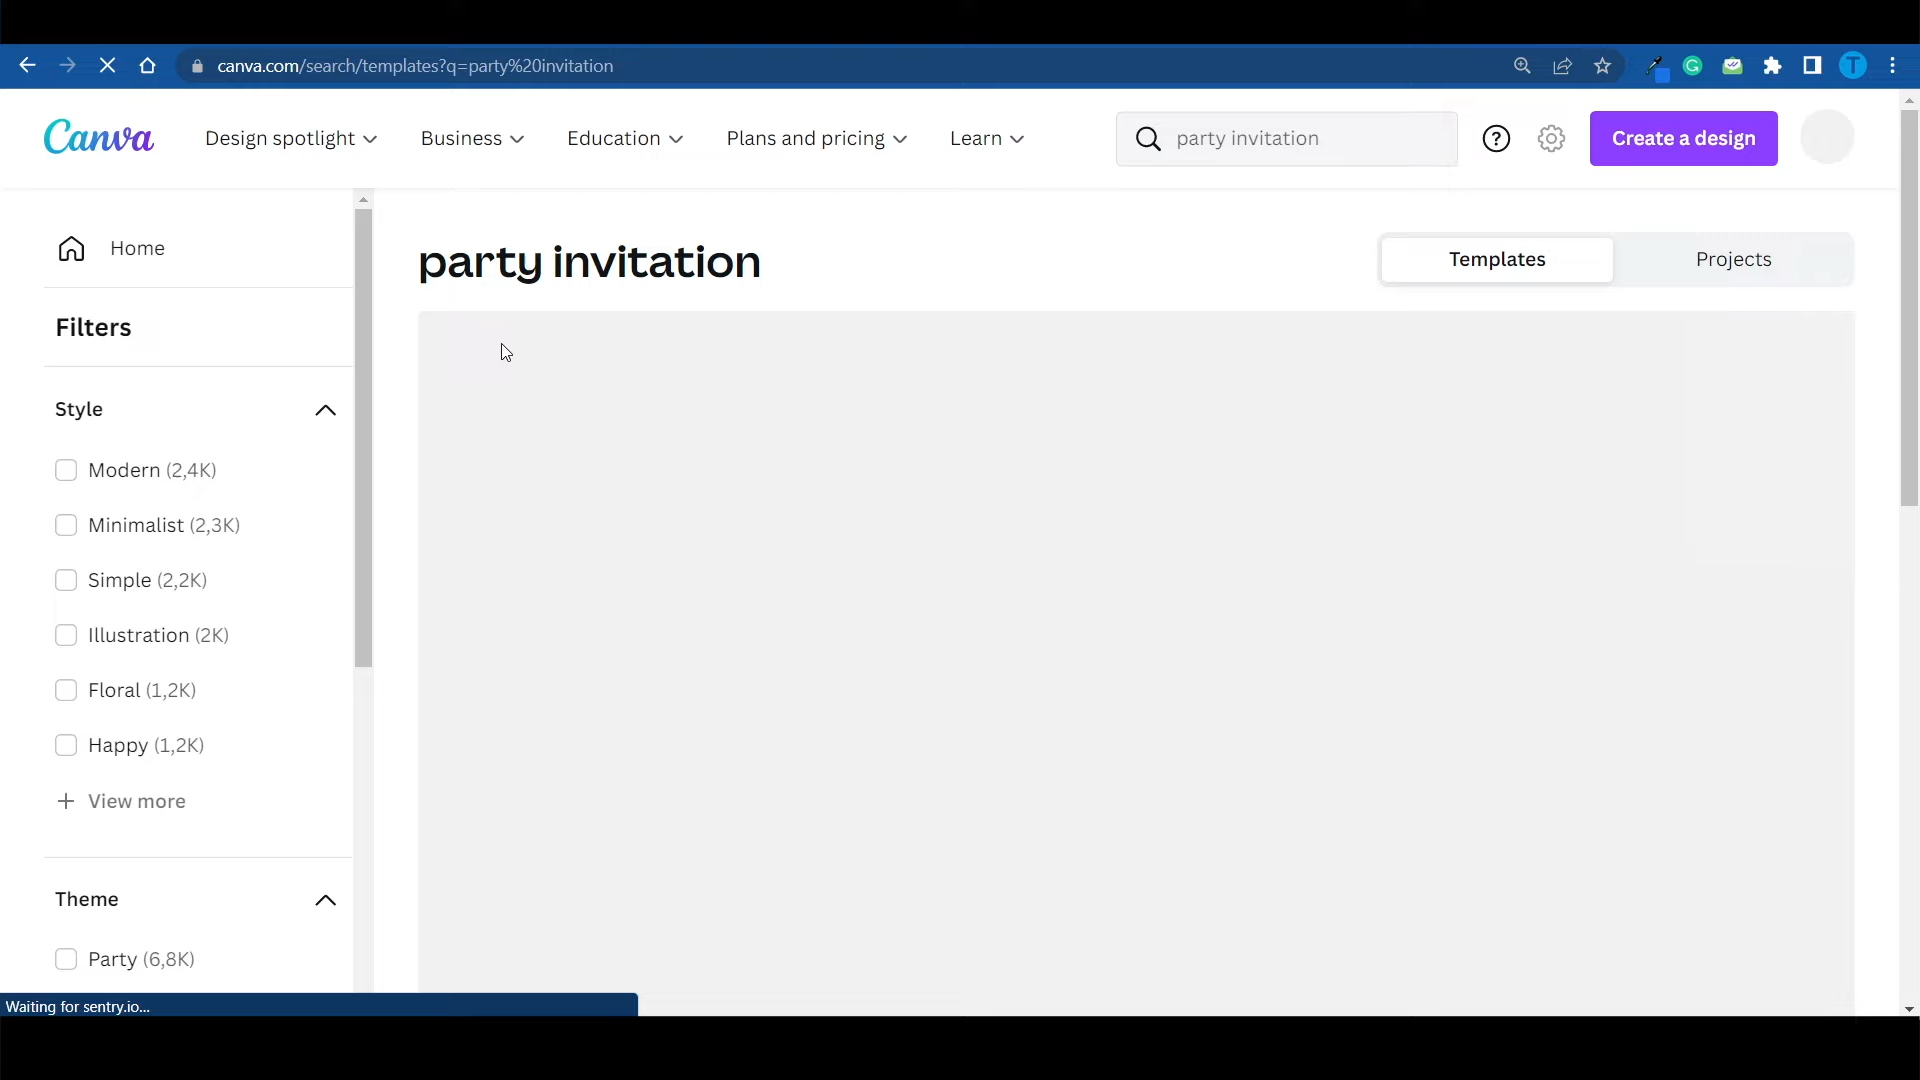 canva.com/search/templates?q=party%20invitation
T
Canva
Design spotlight
Business
Education
Plans and pricing
Learn
party invitation
?
Create a design
Home
party invitation
Templates
Projects
Filters
Style
Modern (2,4K)
Minimalist (2,3K)
Simple (2,2K)
Illustration (2K)
Floral (1,2K)
Happy (1,2K)
+ View more
Theme
Party (6,8K)
Waiting for sentry.io...